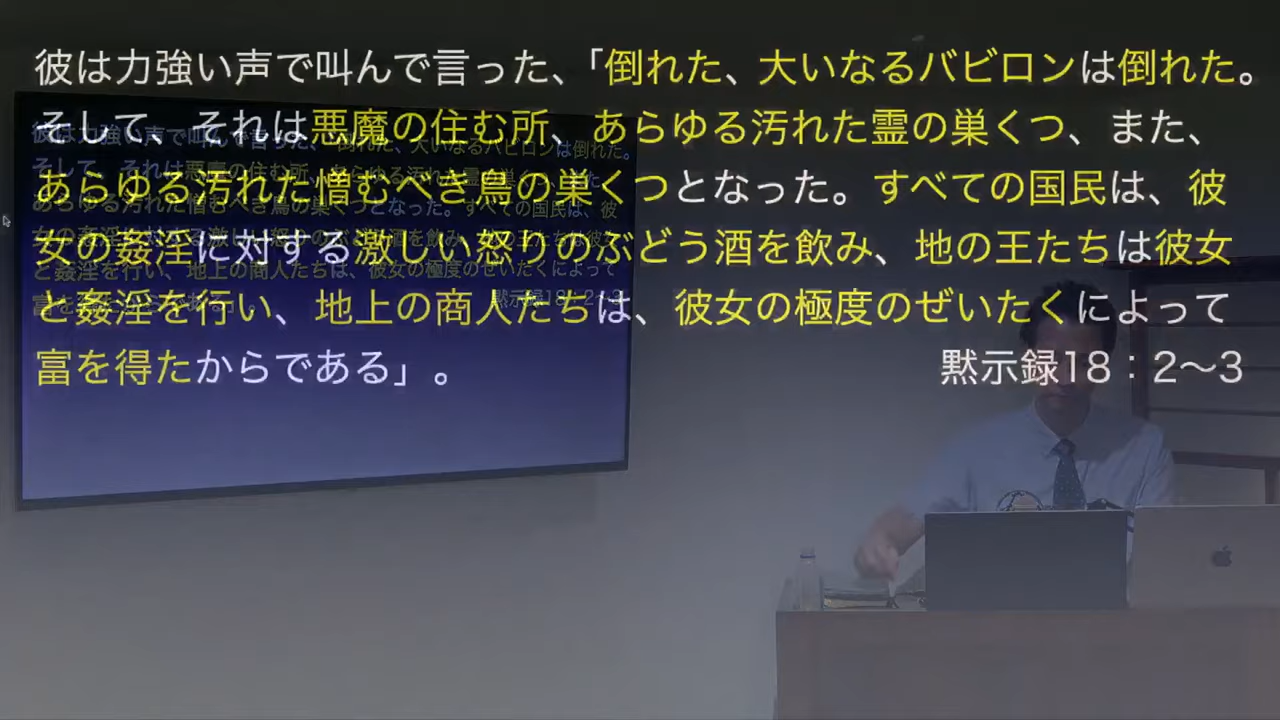 彼は力強い声で叫んで言った、「倒れた、大いなるバビロンは倒れた。
そして、それは悪魔の住む所、あらゆる汚れた霊の巣くつ、また、
あらゆる汚れた憎むべき鳥の巣くつとなった。すべての国民は、彼
女の姦淫に対する激しい怒りのぶどう酒を飲み、地の王たちは彼女
と姦淫を行い、地上の商人たちは、彼女の極度のぜいたくによって
富を得たからである」。
黙示録18：2～3